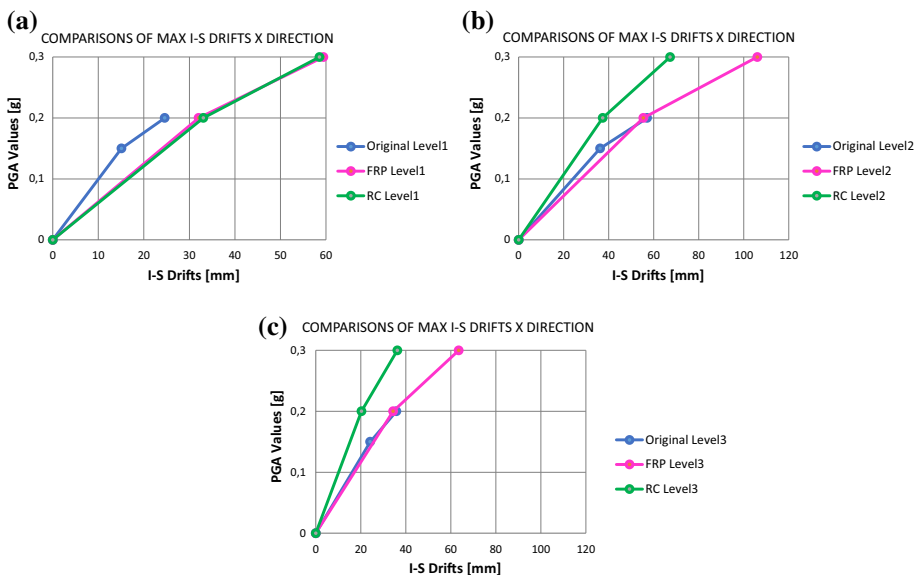 (a)
COMPARISONS OF MAX I-S DRIFTS X DIRECTION
PGA Values [g]
0,3
0,2
0,1
0
0 10 20 30 40 50 60
I-S Drifts [mm]
Original Level1
FRP Level1
RC Level1
(b)
COMPARISONS OF MAX I-S DRIFTS X DIRECTION
PGA Values [g]
0,3
0,2
0,1
0
0 20 40 60 80 100 120
I-S Drifts [mm]
Original Level2
FRP Level2
RC Level2
(c)
COMPARISONS OF MAX I-S DRIFTS X DIRECTION
PGA Values [g]
0,3
0,2
0,1
0
0 20 40 60 80 100 120
I-S Drifts [mm]
Original Level3
FRP Level3
RC Level3